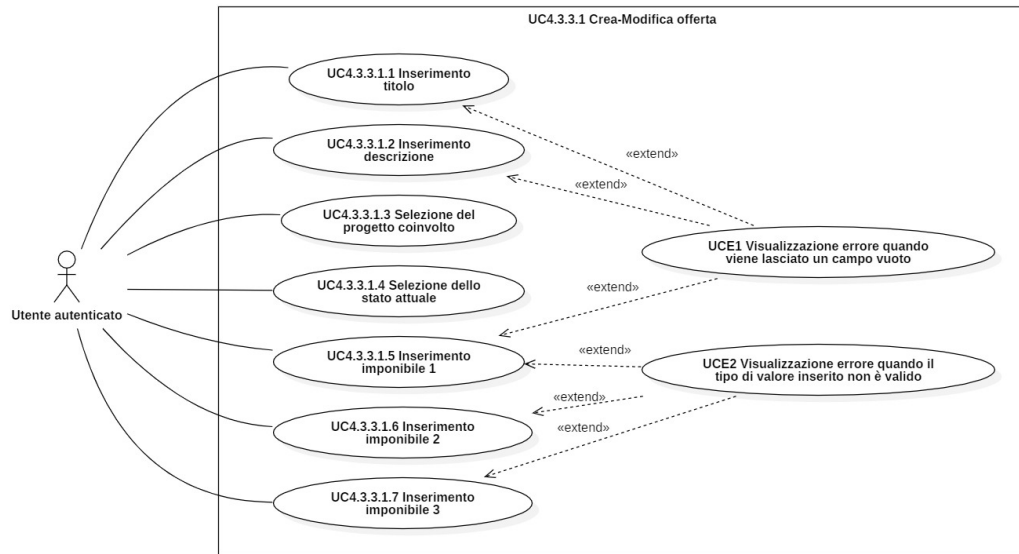 UC4.3.3.1 Crea-Modifica offerta
UC4.3.3.1.1 Inserimento
titolo
UC4.3.3.1.2 Inserimento
descrizione
«extend»
«extend»
UC4.3.3.1.3 Selezione del
progetto coinvolto
UCE1 Visualizzazione errore quando
viene lasciato un campo vuoto
Utente autenticato
UC4.3.3.1.4 Selezione dello
stato attuale
«extend»
«extend»
UC4.3.3.1.5 Inserimento
imponibile 1
UCE2 Visualizzazione errore quando il
tipo di valore inserito non è valido
«extend»
«extend»
UC4.3.3.1.6 Inserimento
imponibile 2
UC4.3.3.1.7 Inserimento
imponibile 3